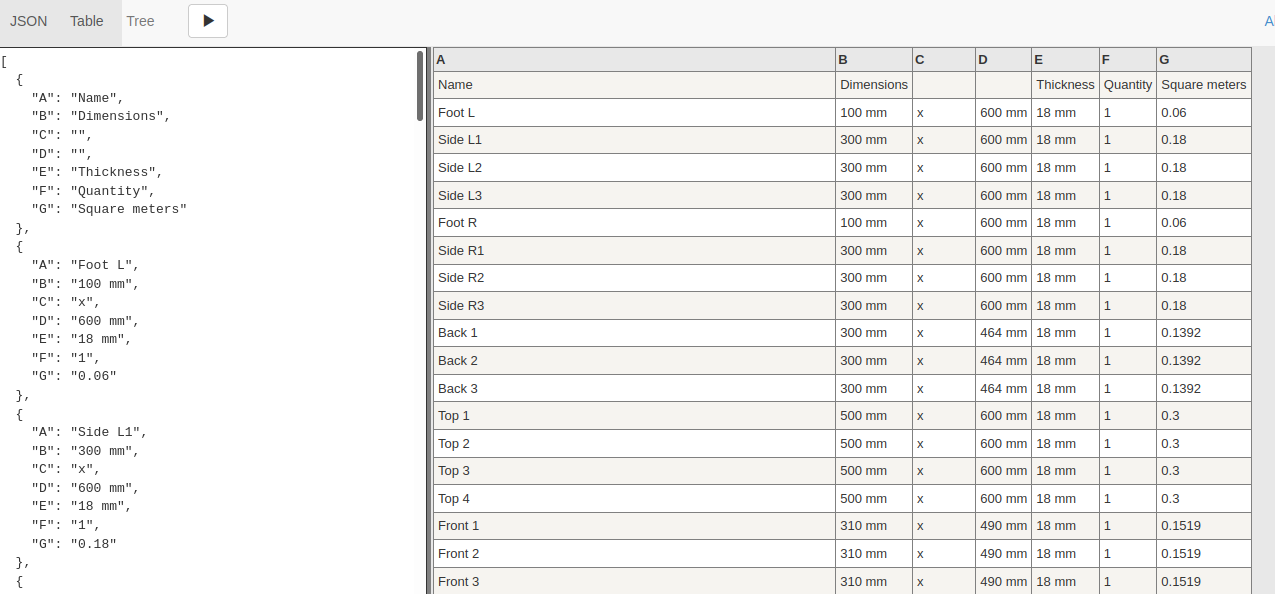 JSON Table Tree ▶
[
  {
    "A": "Name",
    "B": "Dimensions",
    "C": "",
    "D": "",
    "E": "Thickness",
    "F": "Quantity",
    "G": "Square meters"
  },
  {
    "A": "Foot L",
    "B": "100 mm",
    "C": "x",
    "D": "600 mm",
    "E": "18 mm",
    "F": "1",
    "G": "0.06"
  },
  {
    "A": "Side L1",
    "B": "300 mm",
    "C": "x",
    "D": "600 mm",
    "E": "18 mm",
    "F": "1",
    "G": "0.18"
  },
  {
A B C D E F G
Name Dimensions Thickness Quantity Square meters
Foot L 100 mm x 600 mm 18 mm 1 0.06
Side L1 300 mm x 600 mm 18 mm 1 0.18
Side L2 300 mm x 600 mm 18 mm 1 0.18
Side L3 300 mm x 600 mm 18 mm 1 0.18
Foot R 100 mm x 600 mm 18 mm 1 0.06
Side R1 300 mm x 600 mm 18 mm 1 0.18
Side R2 300 mm x 600 mm 18 mm 1 0.18
Side R3 300 mm x 600 mm 18 mm 1 0.18
Back 1 300 mm x 464 mm 18 mm 1 0.1392
Back 2 300 mm x 464 mm 18 mm 1 0.1392
Back 3 300 mm x 464 mm 18 mm 1 0.1392
Top 1 500 mm x 600 mm 18 mm 1 0.3
Top 2 500 mm x 600 mm 18 mm 1 0.3
Top 3 500 mm x 600 mm 18 mm 1 0.3
Top 4 500 mm x 600 mm 18 mm 1 0.3
Front 1 310 mm x 490 mm 18 mm 1 0.1519
Front 2 310 mm x 490 mm 18 mm 1 0.1519
Front 3 310 mm x 490 mm 18 mm 1 0.1519